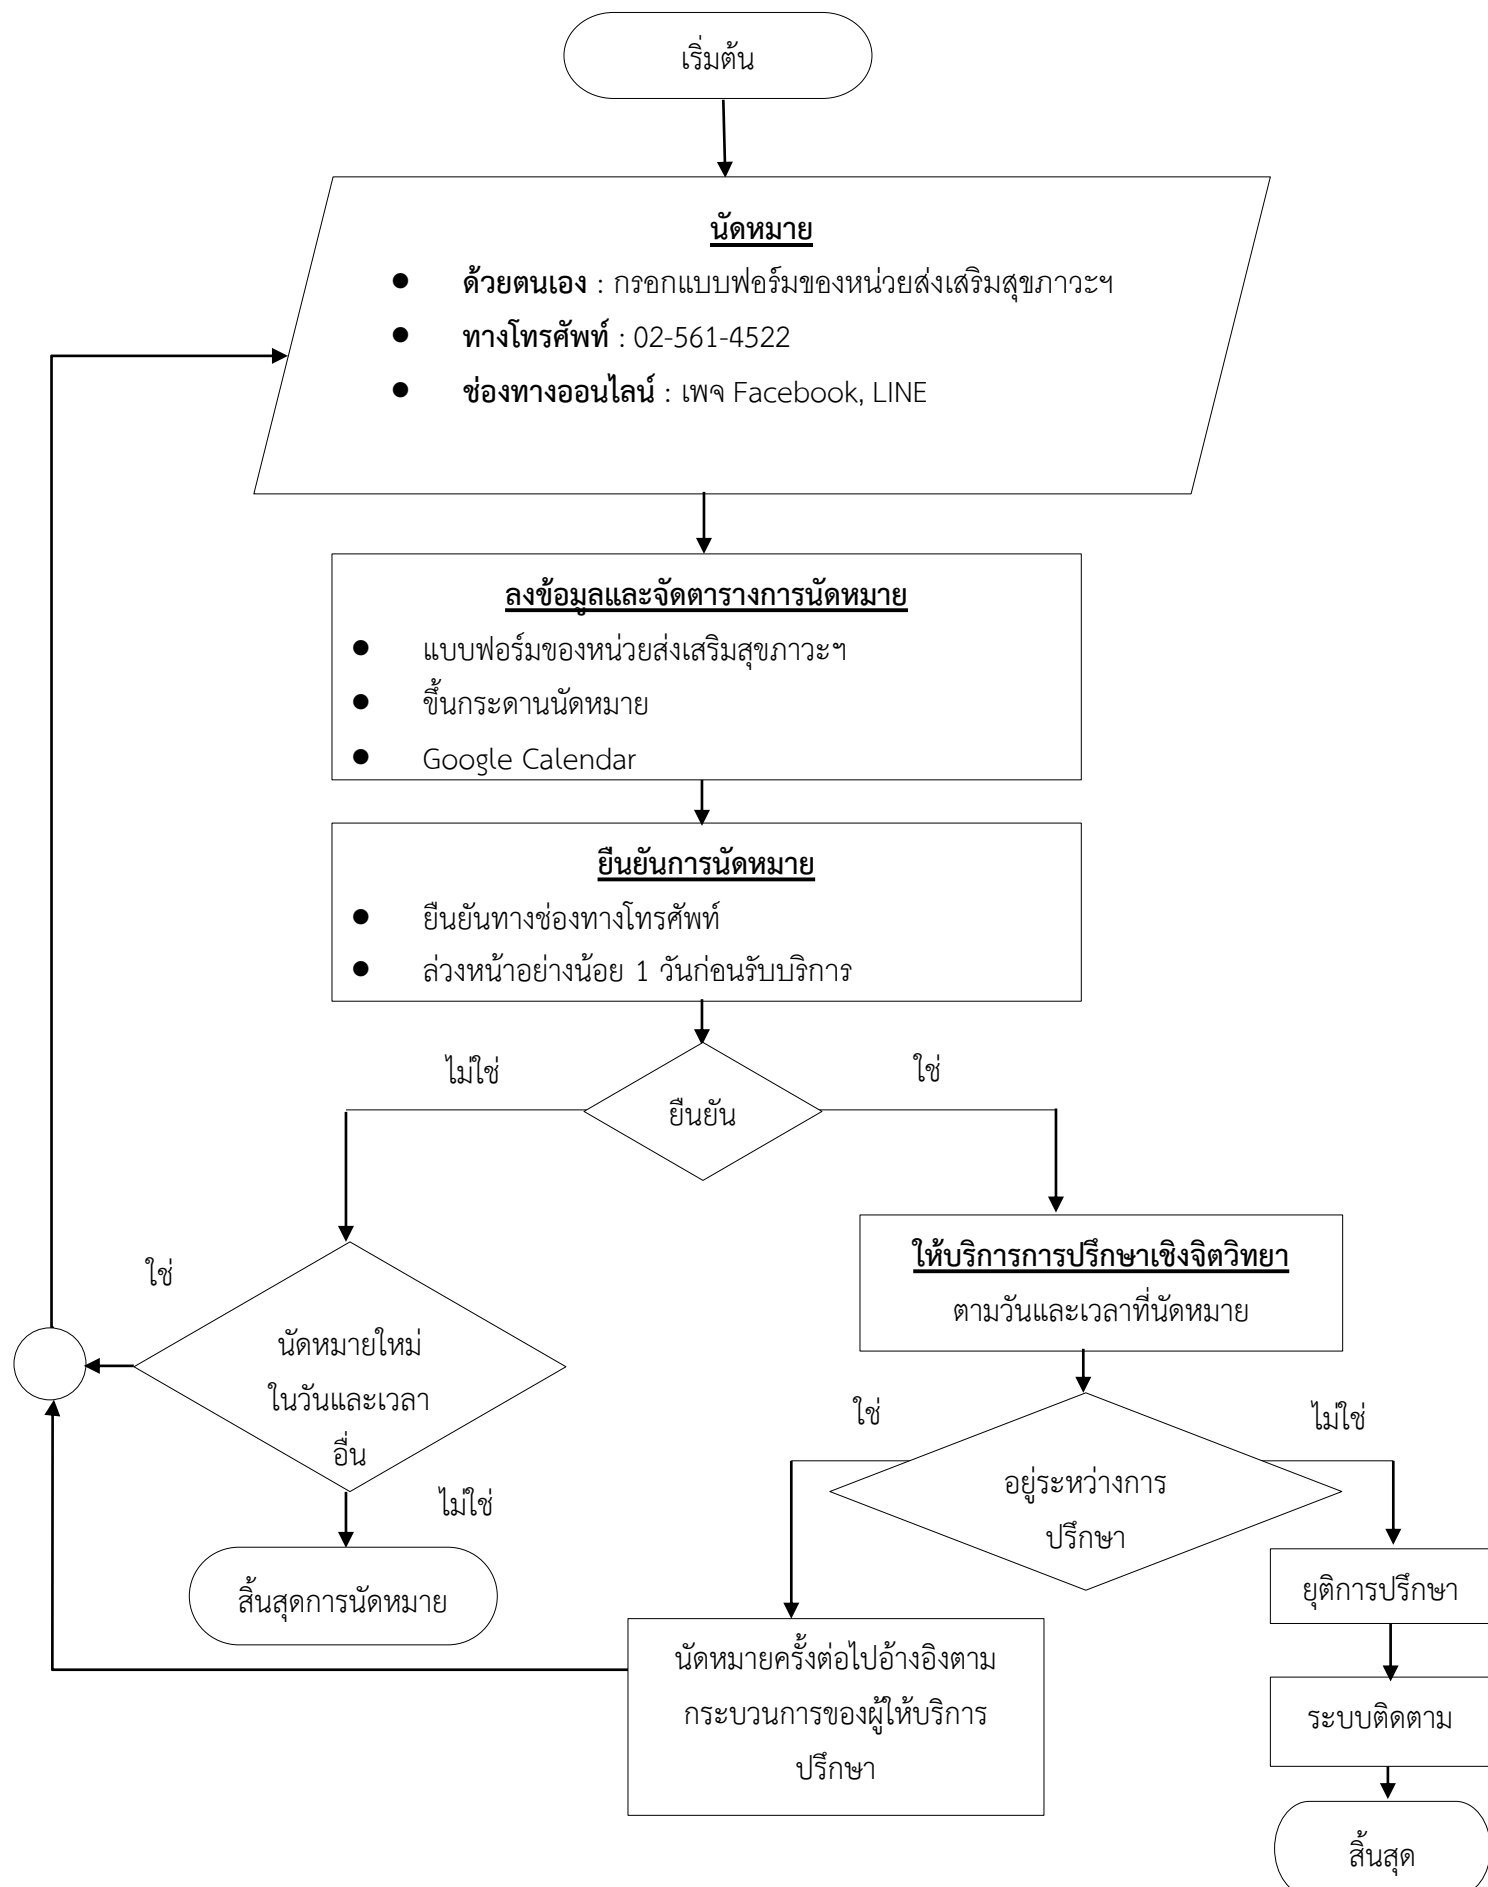 เริ่มต้น
นัดหมาย
● ด้วยตนเอง : กรอกแบบฟอร์มของหน่วยส่งเสริมสุขภาวะฯ
● ทางโทรศัพท์ : 02-561-4522
● ช่องทางออนไลน์ : เพจ Facebook, LINE
ลงข้อมูลและจัดตารางการนัดหมาย
● แบบฟอร์มของหน่วยส่งเสริมสุขภาวะฯ
● ขึ้นกระดานนัดหมาย
● Google Calendar
ยืนยันการนัดหมาย
● ยืนยันทางช่องทางโทรศัพท์
● ล่วงหน้าอย่างน้อย 1 วันก่อนรับบริการ
ไม่ใช่
ใช่
ยืนยัน
ให้บริการการปรึกษาเชิงจิตวิทยา
ตามวันและเวลาที่นัดหมาย
ใช่
นัดหมายใหม่
ในวันและเวลา
อื่น
ไม่ใช่
สิ้นสุดการนัดหมาย
ใช่
ไม่ใช่
อยู่ระหว่างการ
ปรึกษา
ยุติการปรึกษา
นัดหมายครั้งต่อไปอ้างอิงตาม
กระบวนการของผู้ให้บริการ
ปรึกษา
ระบบติดตาม
สิ้นสุด